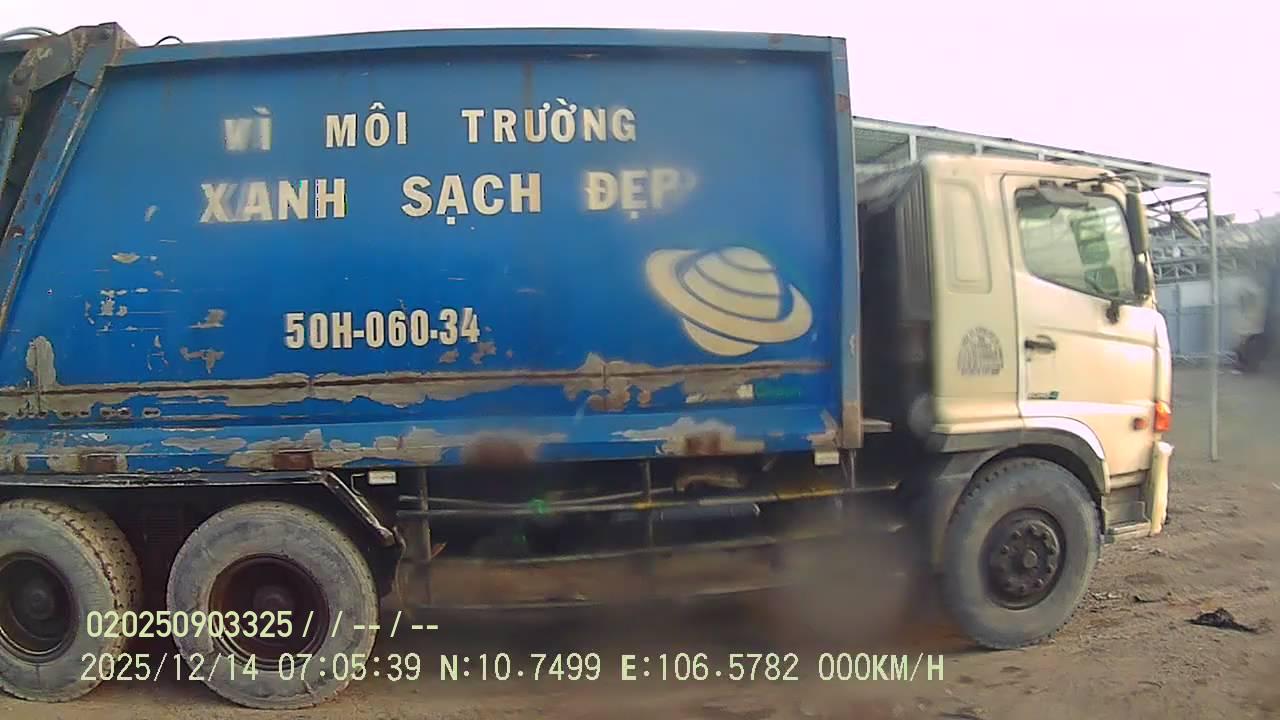 VÌ MÔI TRƯỜNG
XANH SẠCH ĐẸP
50H-060.34
020250903325 / / -- / --
2025/12/14 07:05:39 N:10.7499 E:106.5782 000KM/H